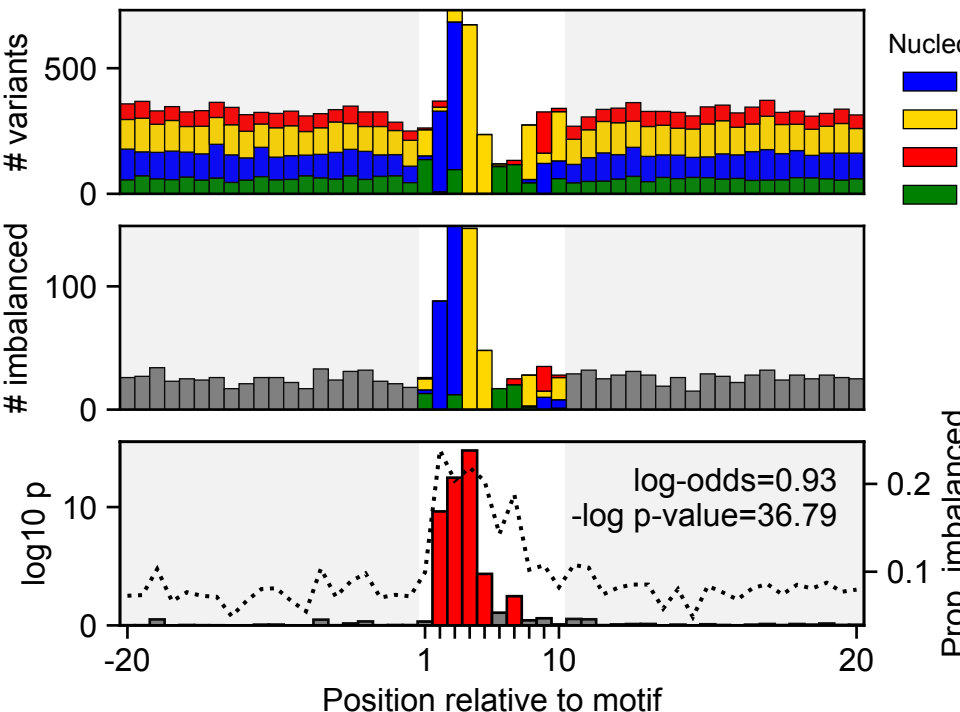 # variants
500
0
Nucleo
# imbalanced
100
0
log10 p
10
0
log-odds=0.93
-log p-value=36.79
0.2
0.1
Prop. imbalanced
-20
1
10
20
Position relative to motif